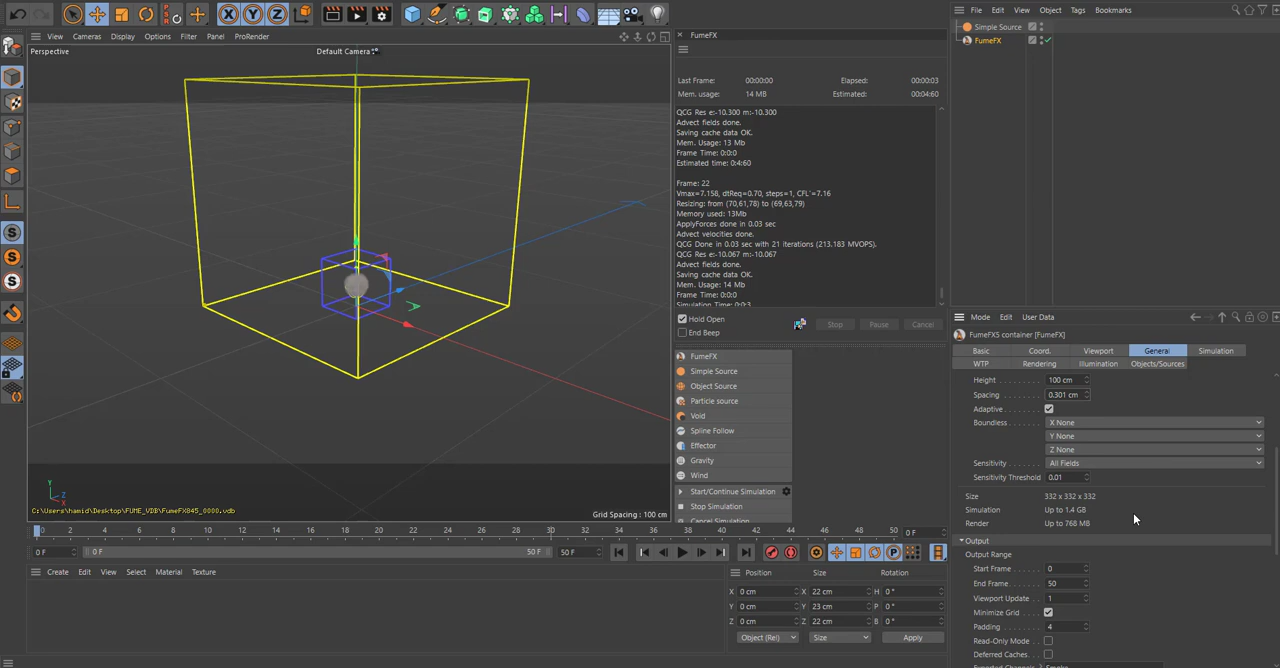 File Edit View Object Tags Bookmarks
View Cameras Display Options Filter Panel ProRender
FumeFX
Perspective
Default Camera
Simple Source
FumeFX
Last Frame: 00:00:00 Elapsed: 00:00:03
Mem. usage: 14 MB Estimated: 00:04:60
QCG Res e:-10.300 m:-10.300
Advect fields done.
Saving cache data OK.
Mem. Usage: 13 Mb
Frame Time: 0:0:0
Estimated time: 0:4:60
Frame: 22
Vmax=7.158, dtReq=0.70, steps=1, CFL`=7.16
Resizing: from (70,61,78) to (69,63,79)
Memory used: 13Mb
ApplyForces done in 0.03 sec
Advect velocities done.
QCG Done in 0.03 sec with 21 iterations (213.183 MVOPS).
QCG Res e:-10.067 m:-10.067
Advect fields done.
Saving cache data OK.
Mem. Usage: 14 Mb
Frame Time: 0:0:0
Simulation Time: 0:0:3
Hold Open
End Beep
Stop Pause Cancel
FumeFX
Simple Source
Object Source
Particle source
Void
Spline Follow
Effector
Gravity
Wind
Start/Continue Simulation
Stop Simulation
Cancel Simulation
Mode Edit User Data
FumeFX5 container [FumeFX]
Basic Coord. Viewport General Simulation
WTP Rendering Objects/Sources Illumination
Height 100 cm
Spacing 0.301 cm
Adaptive
Boundless X None
Y None
Z None
Sensitivity All Fields
Sensitivity Threshold 0.01
Size 332 x 332 x 332
Simulation Up to 1.4 GB
Render Up to 768 MB
Output
Output Range
Start Frame 0
End Frame 50
Viewport Update 1
Minimize Grid
Padding 4
Read-Only Mode
Deferred Caches
Exported Channels Smoke
Y
Z
X
C:\Users\hamid\Desktop\FUME_VDB\FumeFX845_0000.vdb
Grid Spacing : 100 cm
0 2 4 6 8 10 12 14 16 18 20 22 24 26 28 30 32 34 36 38 40 42 44 46 48 50 0 F
0 F 0 F 50 F 50 F
Create Edit View Select Material Texture
Position Size Rotation
X 0 cm X 22 cm H 0 °
Y 0 cm Y 23 cm P 0 °
Z 0 cm Z 22 cm B 0 °
Object (Rel) Size Apply